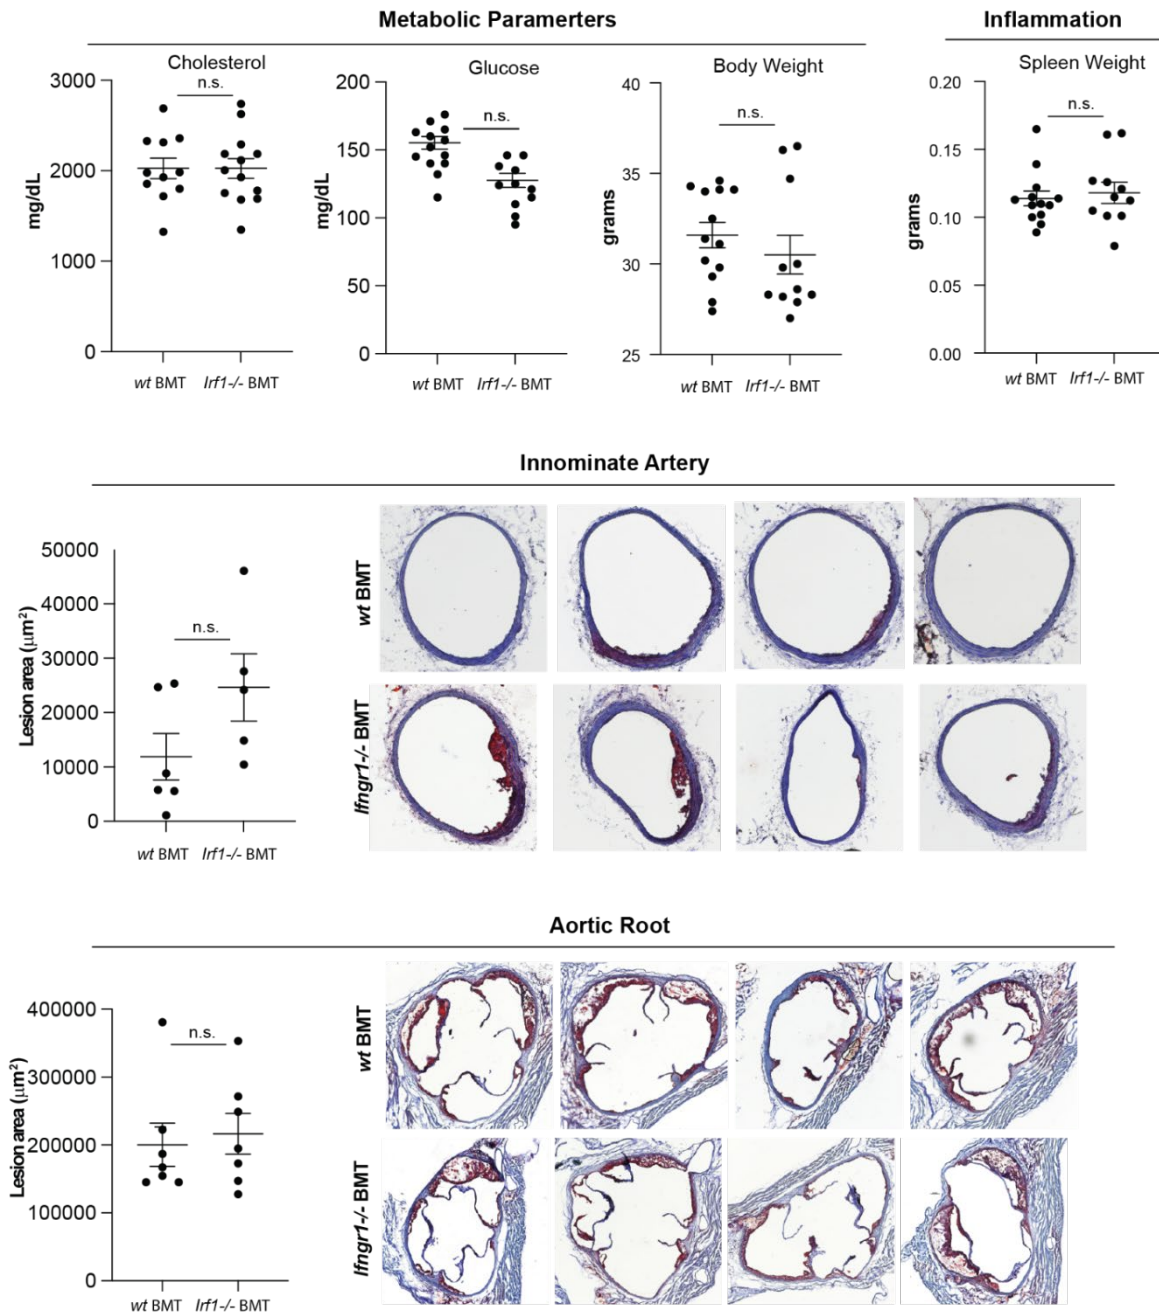 Metabolic Paramerters
Inflammation
Cholesterol
Glucose
Body Weight
Spleen Weight
3000
2000
1000
0
mg/dL
n.s.
wt BMT
Irf1-/- BMT
200
150
100
50
0
mg/dL
n.s.
wt BMT
Irf1-/- BMT
40
35
30
25
grams
n.s.
wt BMT
Irf1-/- BMT
0.20
0.15
0.10
0.05
0.00
grams
n.s.
wt BMT
Irf1-/- BMT
Innominate Artery
50000
40000
30000
20000
10000
0
Lesion area (μm²)
n.s.
wt BMT
Irf1-/- BMT
wt BMT
Ifngr1-/- BMT
Aortic Root
400000
300000
200000
100000
0
Lesion area (μm²)
n.s.
wt BMT
Irf1-/- BMT
wt BMT
Ifngr1-/- BMT